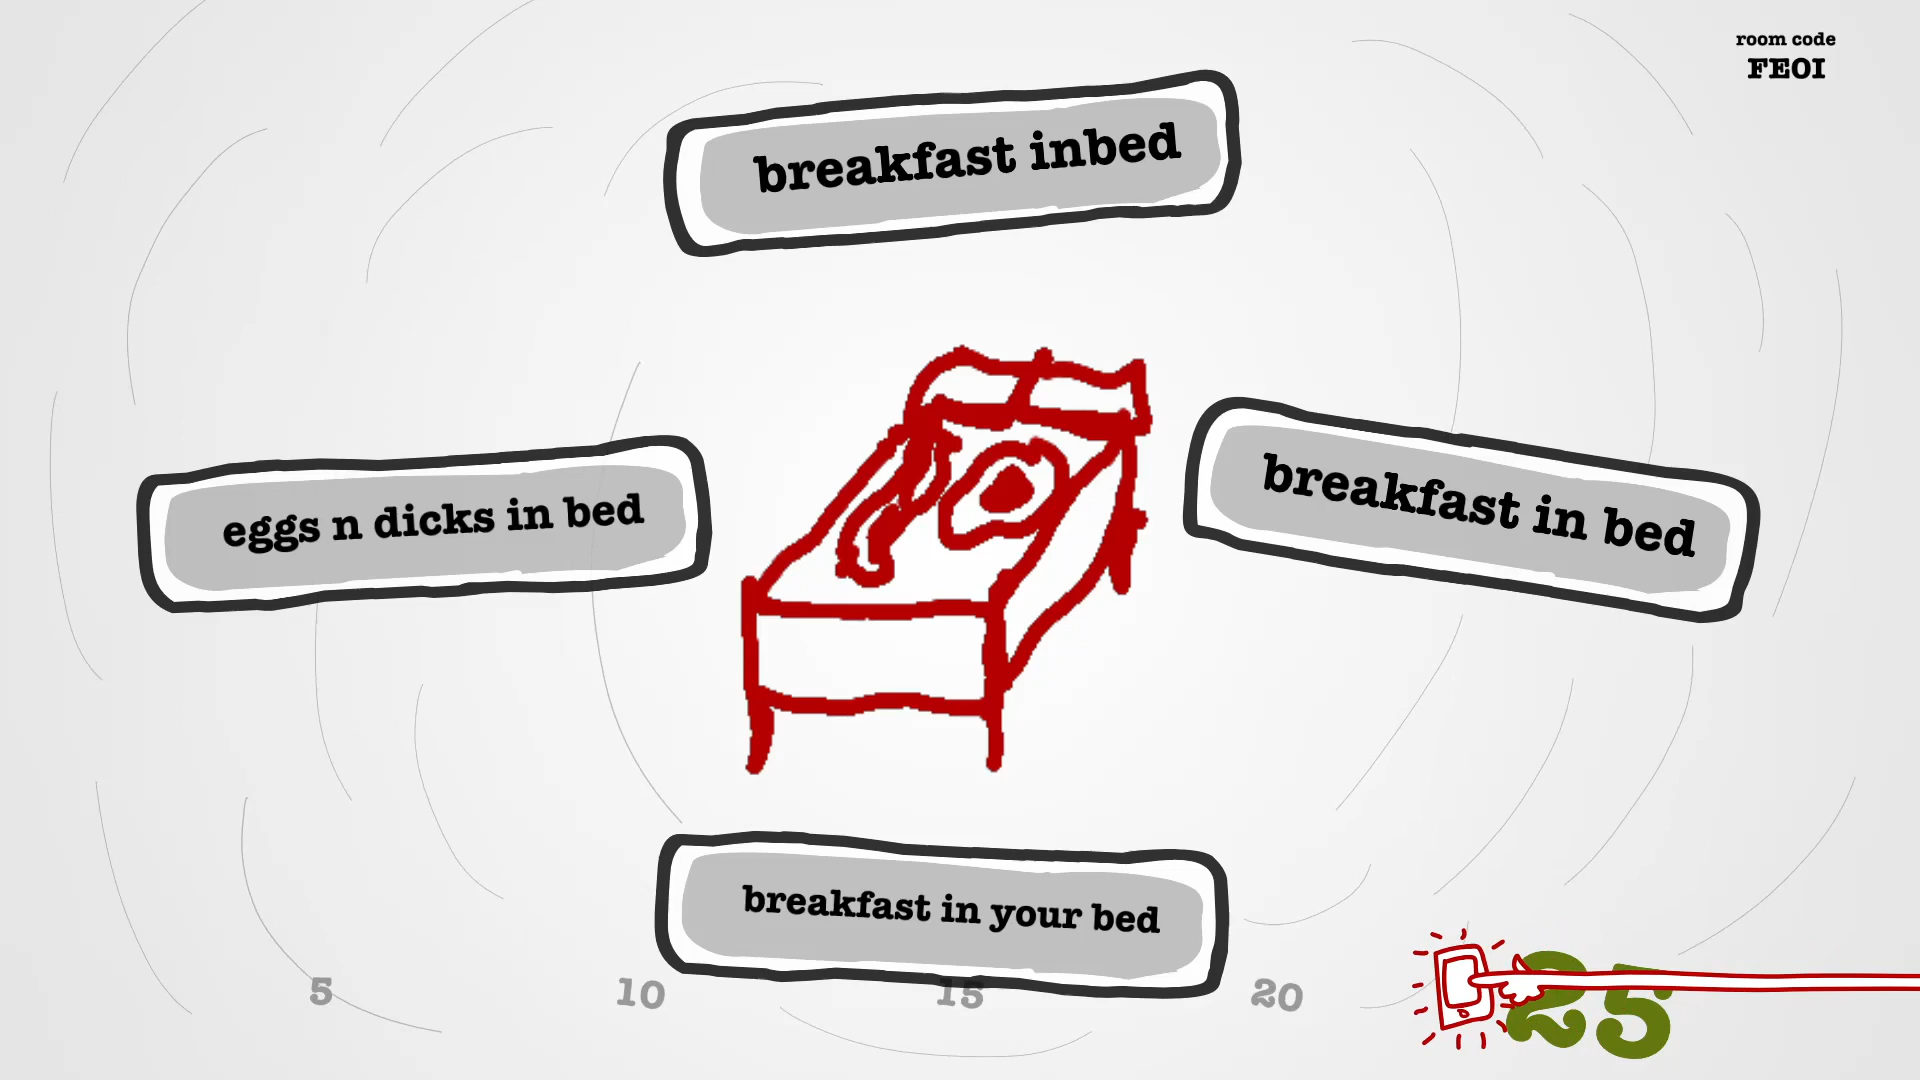 room code
FEOI
breakfast inbed
eggs n dicks in bed
breakfast in bed
breakfast in your bed
5 10 15 20 25